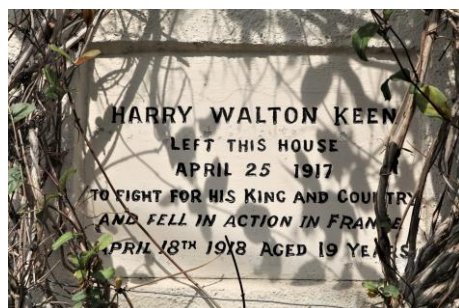 HARRY WALTON KEEN
LEFT THIS HOUSE
APRIL 25 1917
TO FIGHT FOR HIS KING AND COUNTRY
AND FELL IN ACTION IN FRANCE
APRIL 18TH 1918 AGED 19 YEARS